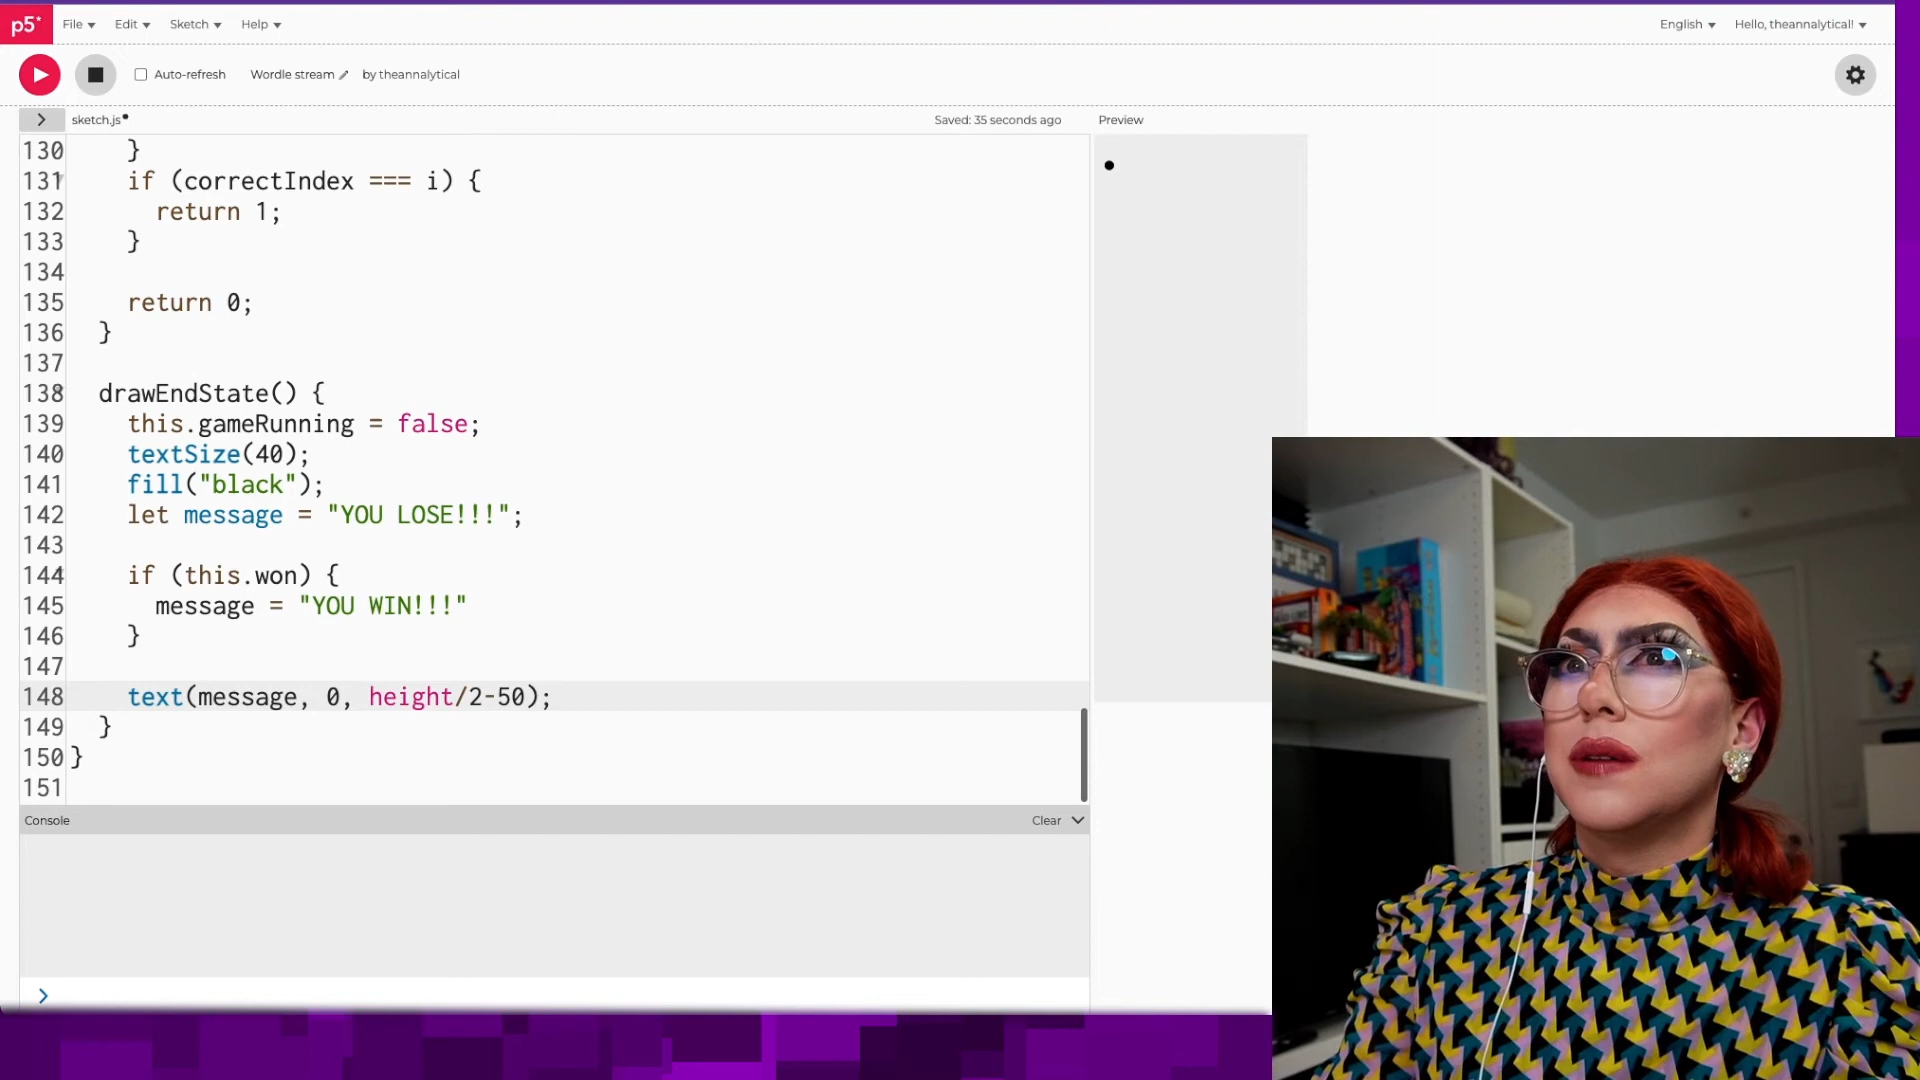 p5* File Edit Sketch Help English Hello, theannalytical!
Auto-refresh Wordle stream by theannalytical
sketch.js Saved: 35 seconds ago Preview
130 }
131 if (correctIndex === i) {
132 return 1;
133 }
134
135 return 0;
136 }
137
138 drawEndState() {
139 this.gameRunning = false;
140 textSize(40);
141 fill("black");
142 let message = "YOU LOSE!!!";
143
144 if (this.won) {
145 message = "YOU WIN!!!"
146 }
147
148 text(message, 0, height/2-50);
149 }
150 }
151
Console Clear
>